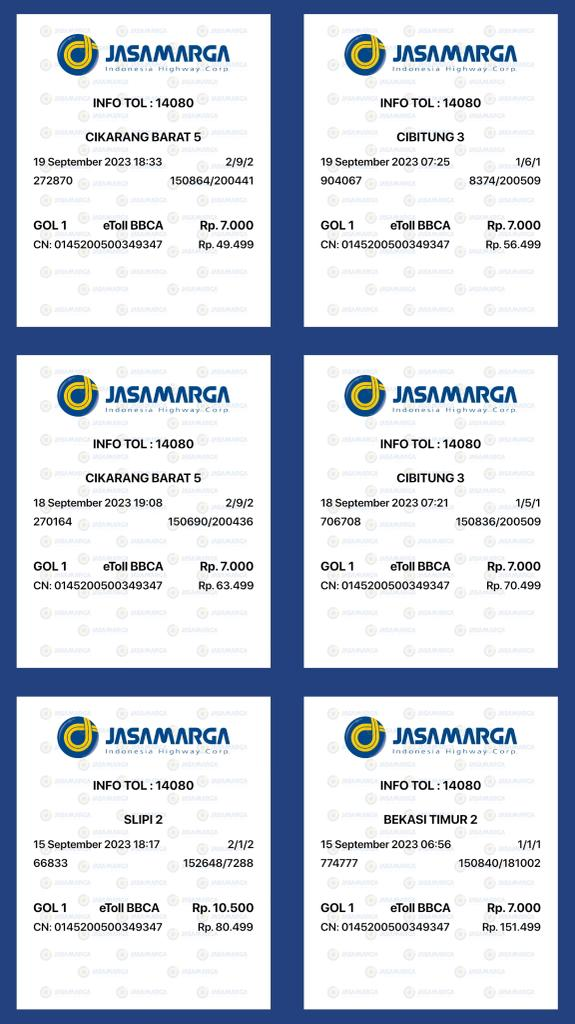 JASAMARGA
Indonesia Highway Corp.
INFO TOL : 14080
CIKARANG BARAT 5
19 September 2023 18:33 2/9/2
272870 150864/200441
GOL 1 eToll BBCA Rp. 7.000
CN: 0145200500349347 Rp. 49.499
JASAMARGA
Indonesia Highway Corp.
INFO TOL : 14080
CIBITUNG 3
19 September 2023 07:25 1/6/1
904067 8374/200509
GOL 1 eToll BBCA Rp. 7.000
CN: 0145200500349347 Rp. 56.499
JASAMARGA
Indonesia Highway Corp.
INFO TOL : 14080
CIKARANG BARAT 5
18 September 2023 19:08 2/9/2
270164 150690/200436
GOL 1 eToll BBCA Rp. 7.000
CN: 0145200500349347 Rp. 63.499
JASAMARGA
Indonesia Highway Corp.
INFO TOL : 14080
CIBITUNG 3
18 September 2023 07:21 1/5/1
706708 150836/200509
GOL 1 eToll BBCA Rp. 7.000
CN: 0145200500349347 Rp. 70.499
JASAMARGA
Indonesia Highway Corp.
INFO TOL : 14080
SLIPI 2
15 September 2023 18:17 2/1/2
66833 152648/7288
GOL 1 eToll BBCA Rp. 10.500
CN: 0145200500349347 Rp. 80.499
JASAMARGA
Indonesia Highway Corp.
INFO TOL : 14080
BEKASI TIMUR 2
15 September 2023 06:56 1/1/1
774777 150840/181002
GOL 1 eToll BBCA Rp. 7.000
CN: 0145200500349347 Rp. 151.499